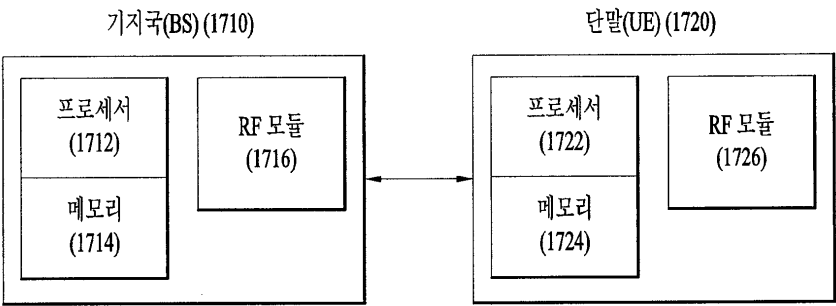 기지국(BS) (1710)
프로세서
(1712)
메모리
(1714)
RF 모듈
(1716)
단말(UE) (1720)
프로세서
(1722)
메모리
(1724)
RF 모듈
(1726)